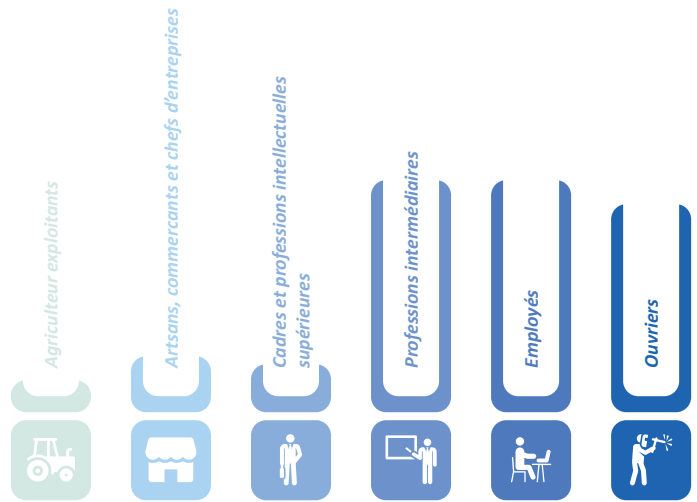 Agriculteur exploitants
Artsans, commercants et chefs d'entreprises
Cadres et professions intellectuelles
supérieures
Professions intermédiaires
Employés
Ouvriers